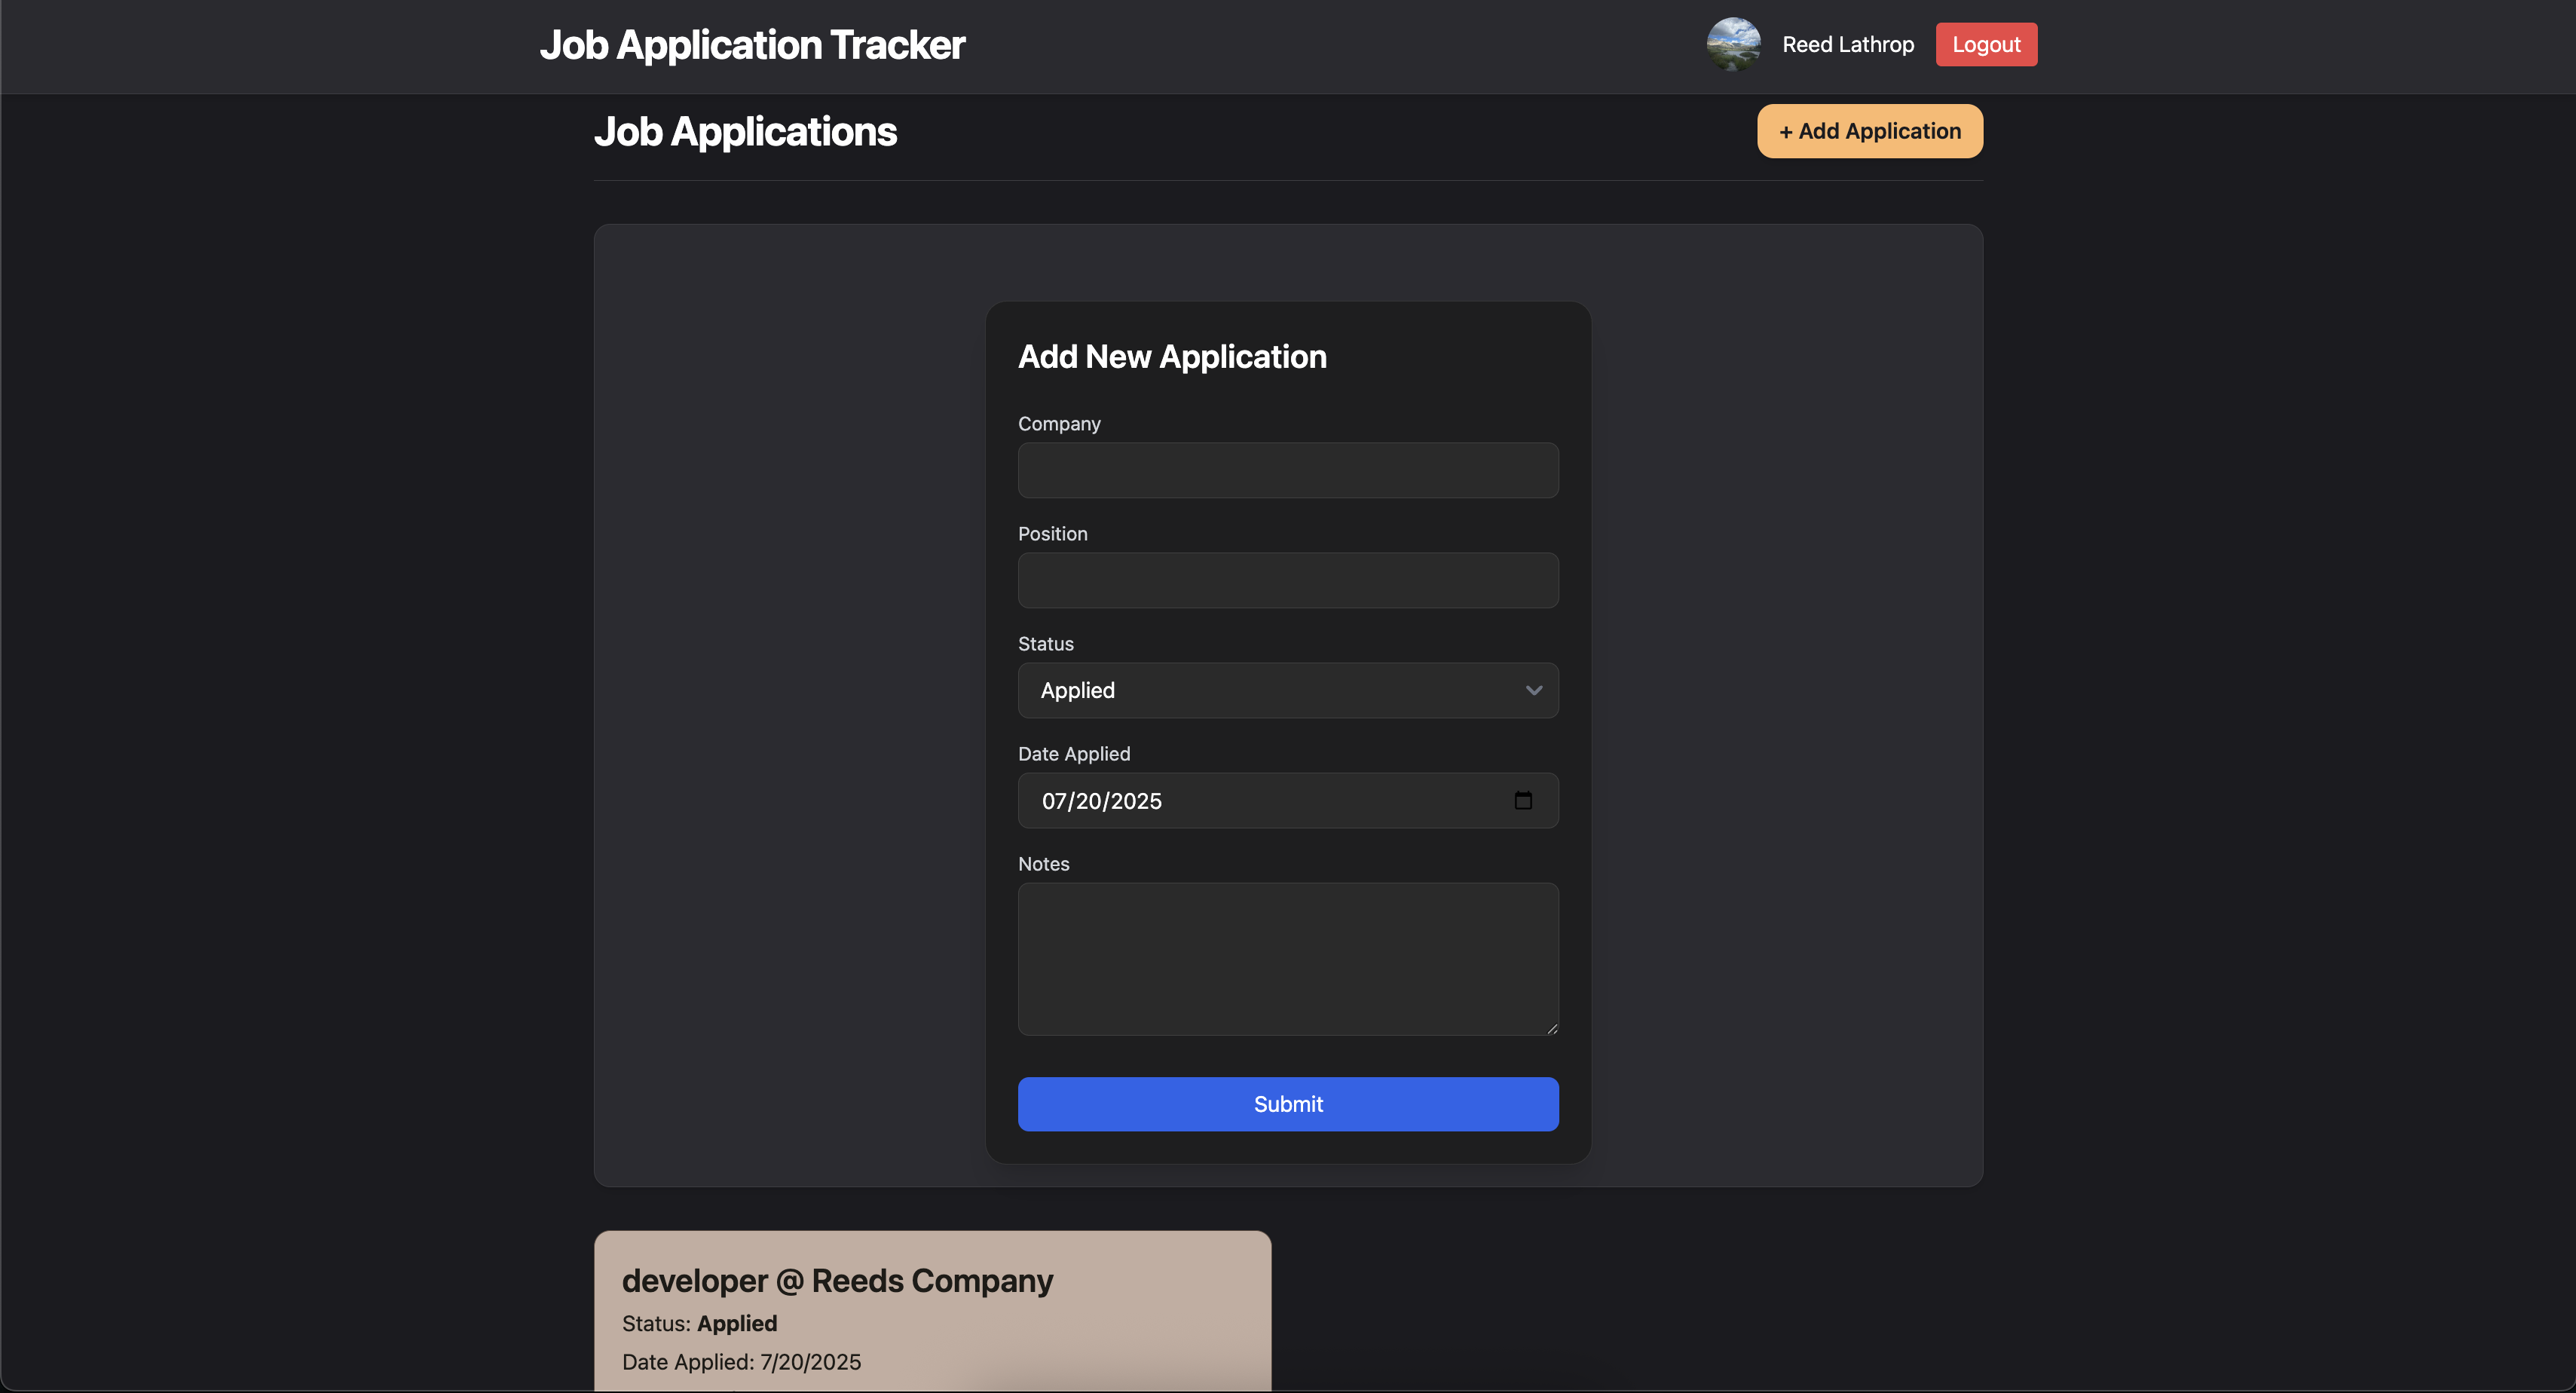 Job Application Tracker
Reed Lathrop
Logout
Job Applications
+ Add Application
Add New Application
Company
Position
Status
Applied
Date Applied
07/20/2025
Notes
Submit
developer @ Reeds Company
Status: Applied
Date Applied: 7/20/2025